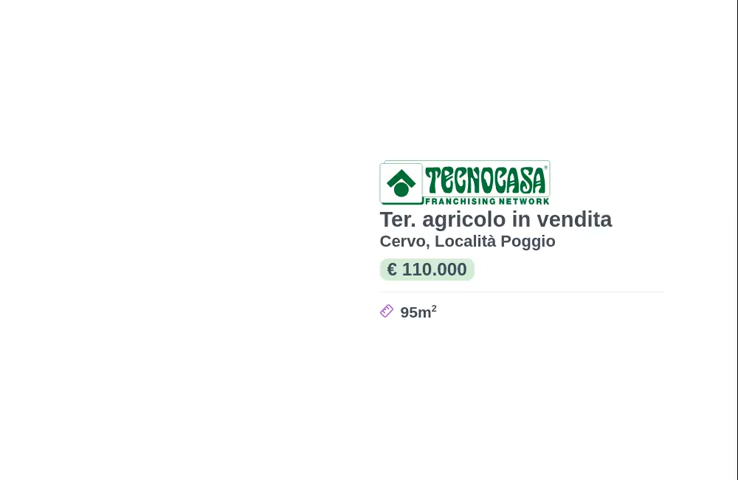 TECNOCASA
FRANCHISING NETWORK
Ter. agricolo in vendita
Cervo, Località Poggio
€ 110.000
95m²